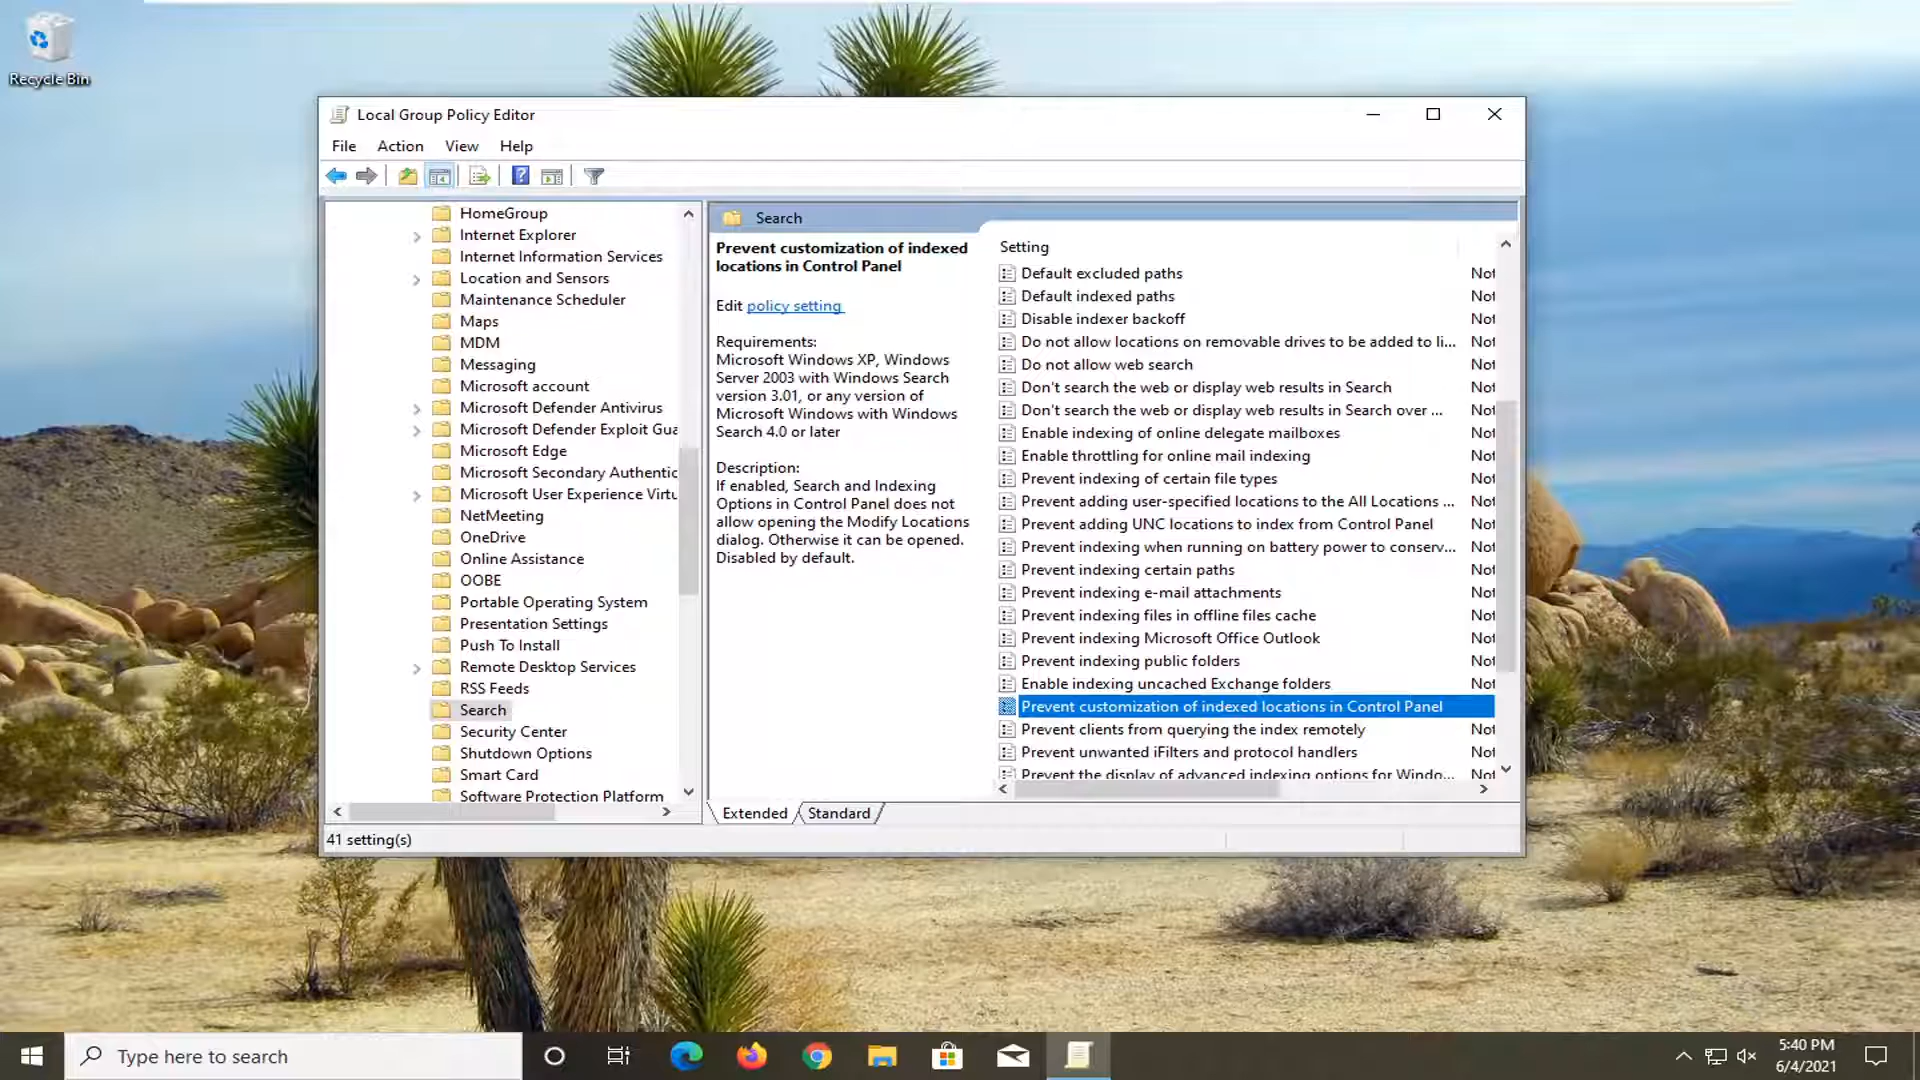 Recycle Bin
Local Group Policy Editor
File Action View Help
HomeGroup
Internet Explorer
Internet Information Services
Location and Sensors
Maintenance Scheduler
Maps
MDM
Messaging
Microsoft account
Microsoft Defender Antivirus
Microsoft Defender Exploit Gua
Microsoft Edge
Microsoft Secondary Authentic
Microsoft User Experience Virtu
NetMeeting
OneDrive
Online Assistance
OOBE
Portable Operating System
Presentation Settings
Push To Install
Remote Desktop Services
RSS Feeds
Search
Security Center
Shutdown Options
Smart Card
Software Protection Platform
Search
Prevent customization of indexed
locations in Control Panel
Edit policy setting
Requirements:
Microsoft Windows XP, Windows
Server 2003 with Windows Search
version 3.01, or any version of
Microsoft Windows with Windows
Search 4.0 or later
Description:
If enabled, Search and Indexing
Options in Control Panel does not
allow opening the Modify Locations
dialog. Otherwise it can be opened.
Disabled by default.
Setting
Default excluded paths Not
Default indexed paths Not
Disable indexer backoff Not
Do not allow locations on removable drives to be added to li... Not
Do not allow web search Not
Don't search the web or display web results in Search Not
Don't search the web or display web results in Search over ... Not
Enable indexing of online delegate mailboxes Not
Enable throttling for online mail indexing Not
Prevent indexing of certain file types Not
Prevent adding user-specified locations to the All Locations ... Not
Prevent adding UNC locations to index from Control Panel Not
Prevent indexing when running on battery power to conserv... Not
Prevent indexing certain paths Not
Prevent indexing e-mail attachments Not
Prevent indexing files in offline files cache Not
Prevent indexing Microsoft Office Outlook Not
Prevent indexing public folders Not
Enable indexing uncached Exchange folders Not
Prevent customization of indexed locations in Control Panel
Prevent clients from querying the index remotely Not
Prevent unwanted iFilters and protocol handlers Not
Prevent the display of advanced indexing options for Windo... Not
Extended Standard
41 setting(s)
Type here to search
5:40 PM
6/4/2021